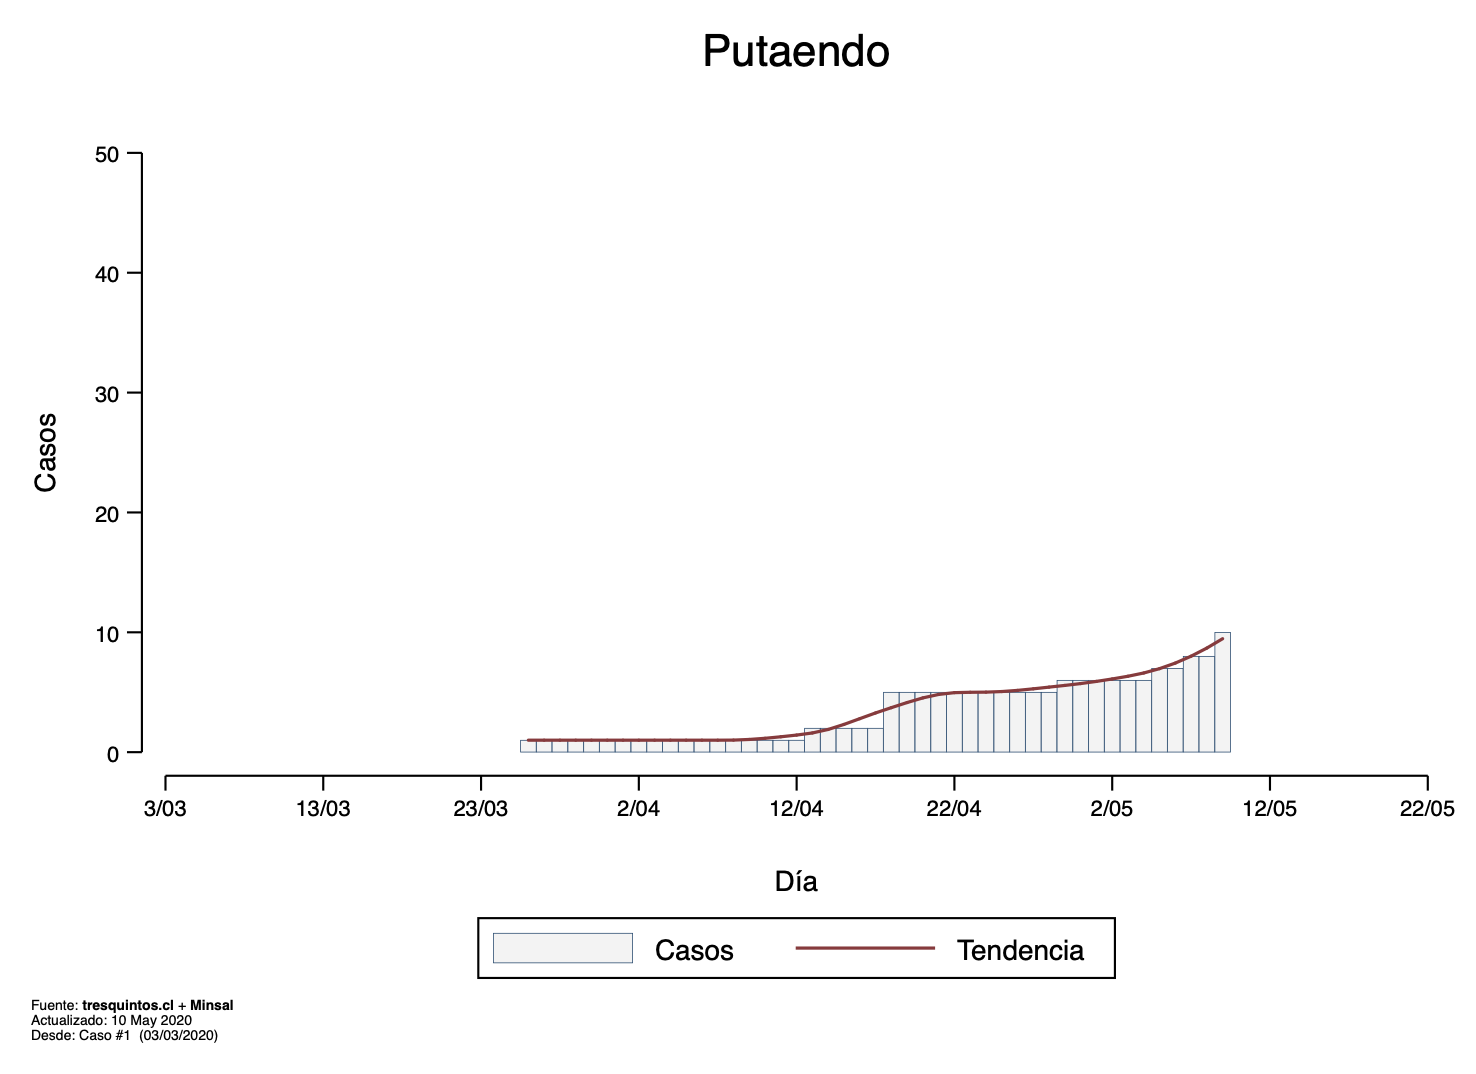 Putaendo
50
40
30
20
10
0
Casos
3/03 13/03 23/03 2/04 12/04 22/04 2/05 12/05 22/05
Día
Casos Tendencia
Fuente: tresquintos.cl + Minsal
Actualizado: 10 May 2020
Desde: Caso #1 (03/03/2020)